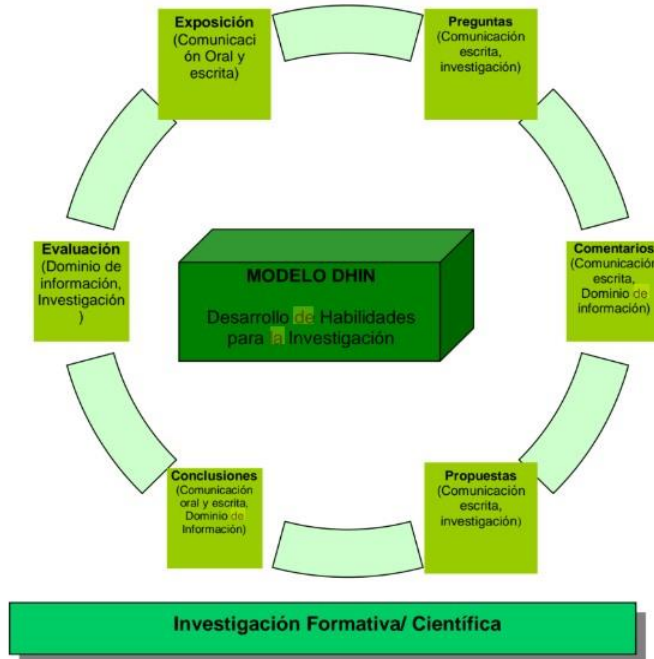 Exposición
(Comunicaci
ón Oral y
escrita)
Preguntas
(Comunicación
escrita,
investigación)
Comentarios
(Comunicación
escrita,
Dominio de
información)
Propuestas
(Comunicación
escrita,
investigación)
Conclusiones
(Comunicación
oral y escrita,
Dominio de
Información)
Evaluación
(Dominio de
información,
Investigación
)
MODELO DHIN
Desarrollo de Habilidades
para la Investigación
Investigación Formativa/ Científica